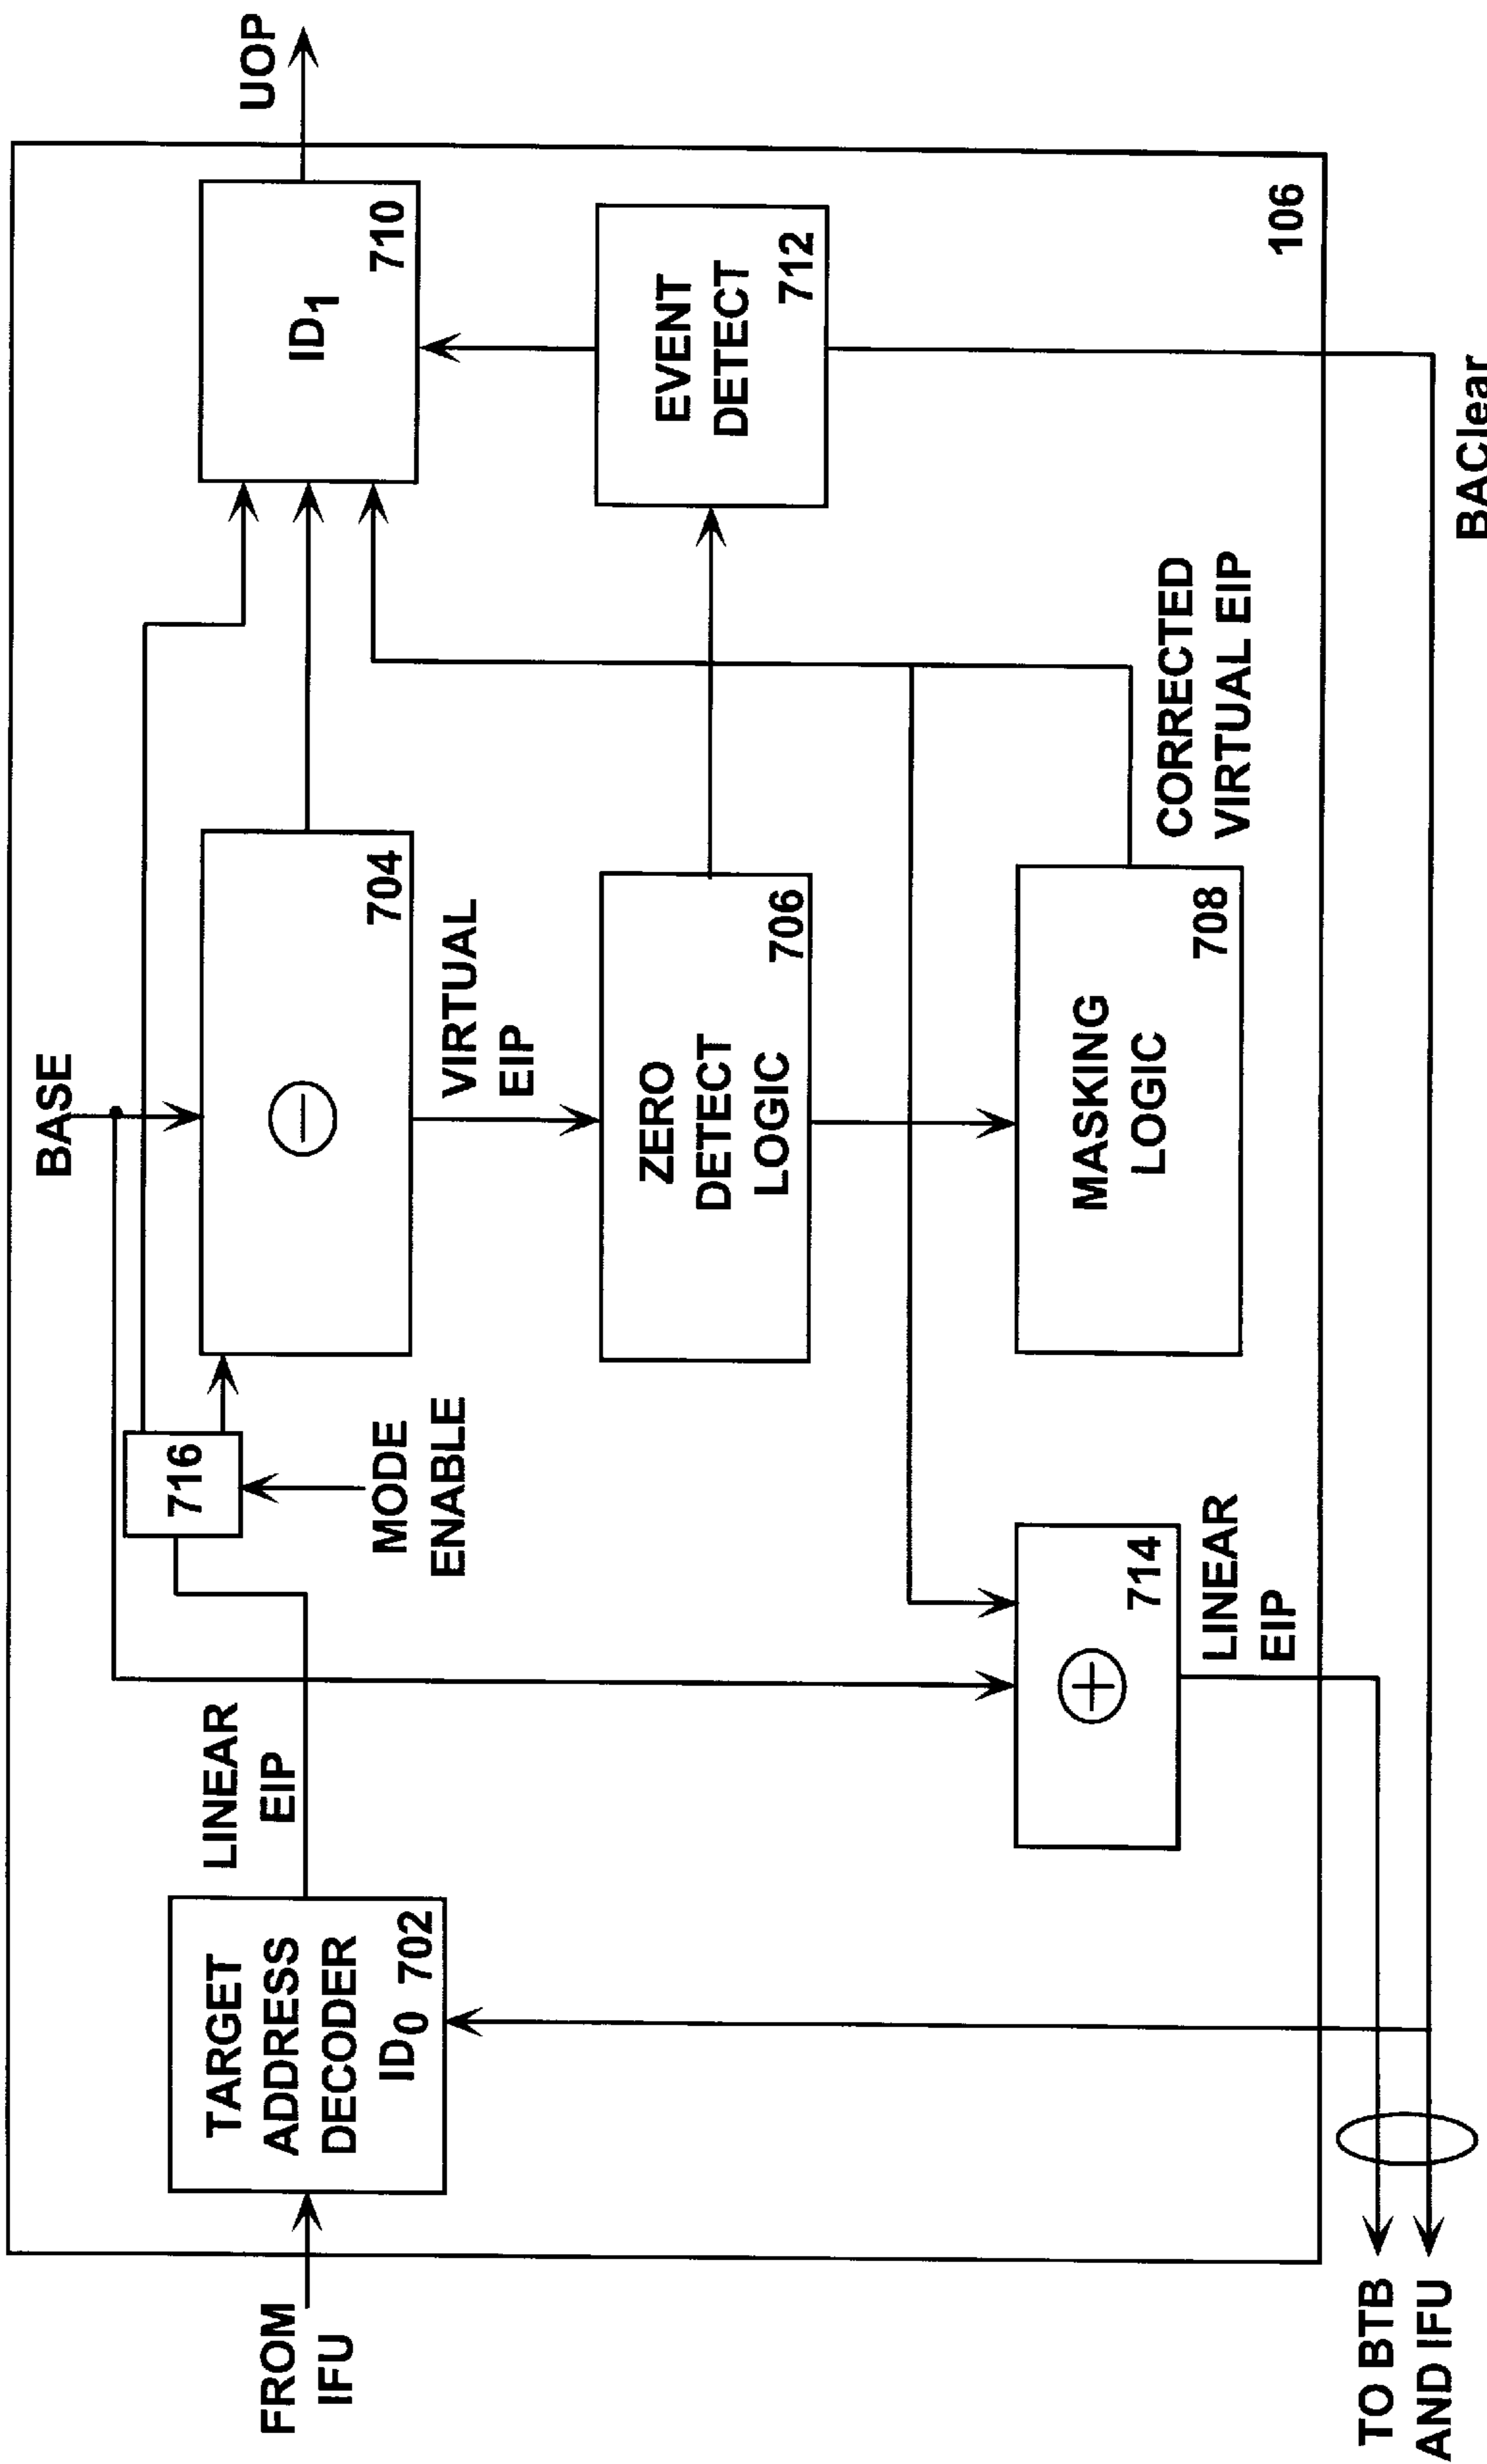 FROM
IFU
TARGET
ADDRESS
DECODER
ID0 702
LINEAR
EIP
716
MODE
ENABLE
BASE
704
VIRTUAL
EIP
ID1
710
UOP
ZERO
DETECT
LOGIC
706
EVENT
DETECT
712
714
LINEAR
EIP
MASKING
LOGIC
708
CORRECTED
VIRTUAL EIP
106
TO BTB
AND IFU
BAClear